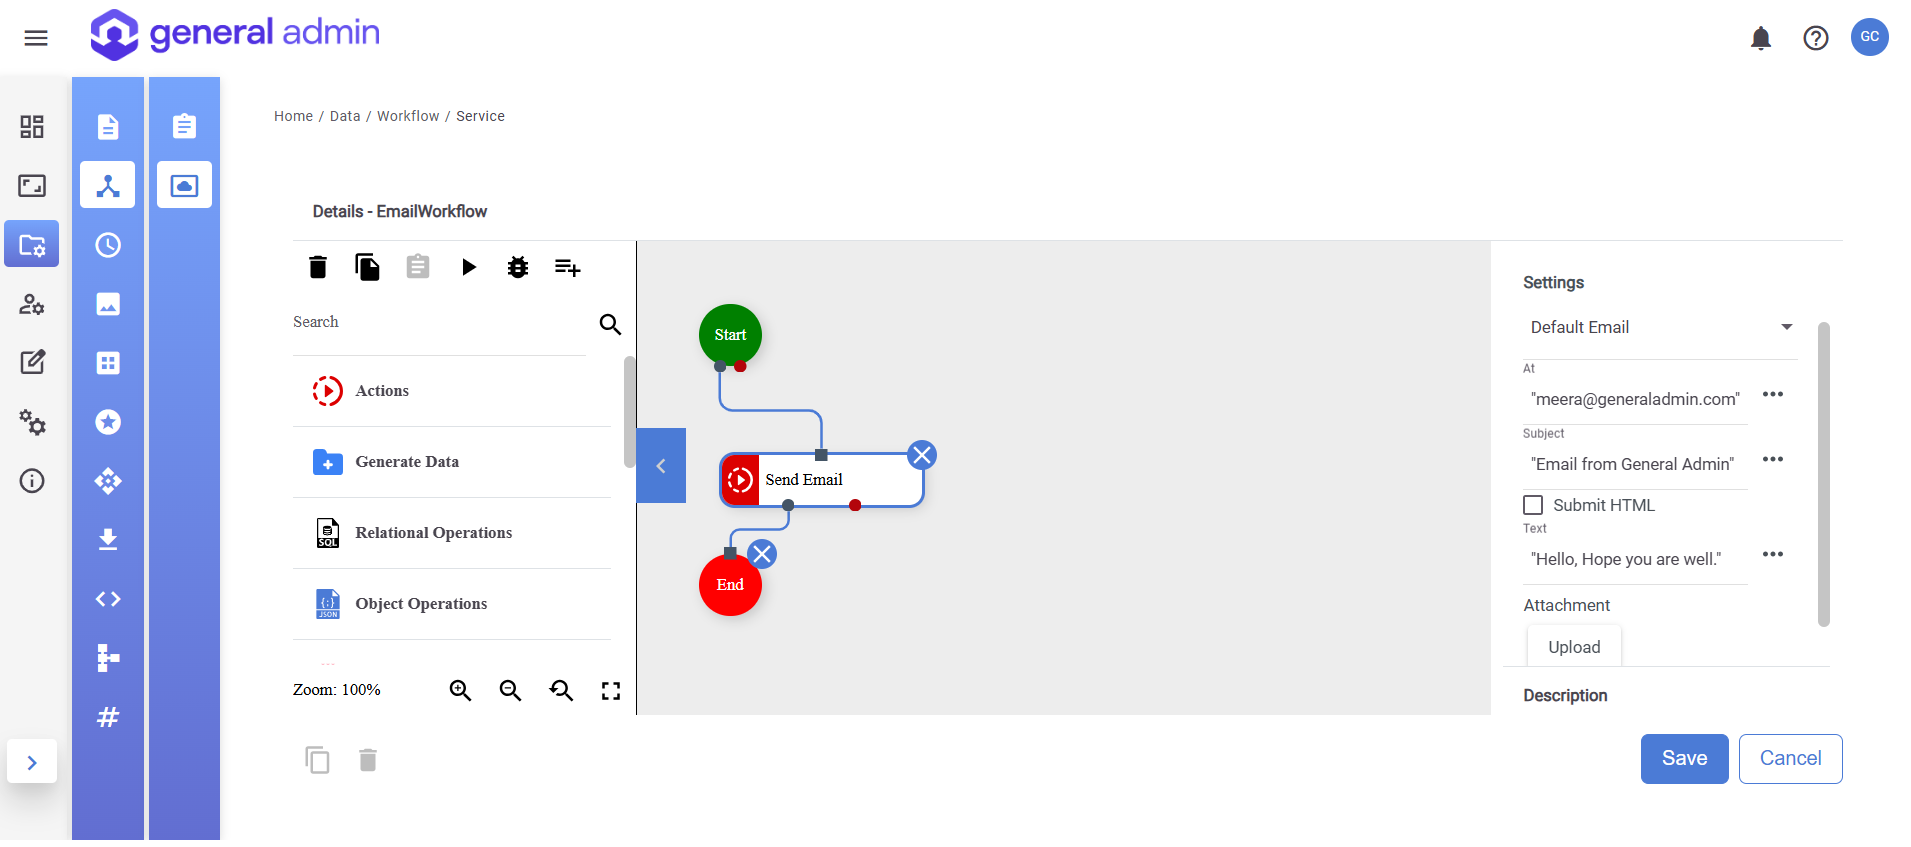 general admin
GC
Home / Data / Workflow / Service
Details - EmailWorkflow
Search
Actions
Generate Data
Relational Operations
SQL
Object Operations
{:}
JSON
Zoom: 100%
Start
Send Email
End
Settings
Default Email
At
"meera@generaladmin.com"
Subject
"Email from General Admin"
Submit HTML
Text
"Hello, Hope you are well."
Attachment
Upload
Description
Save
Cancel